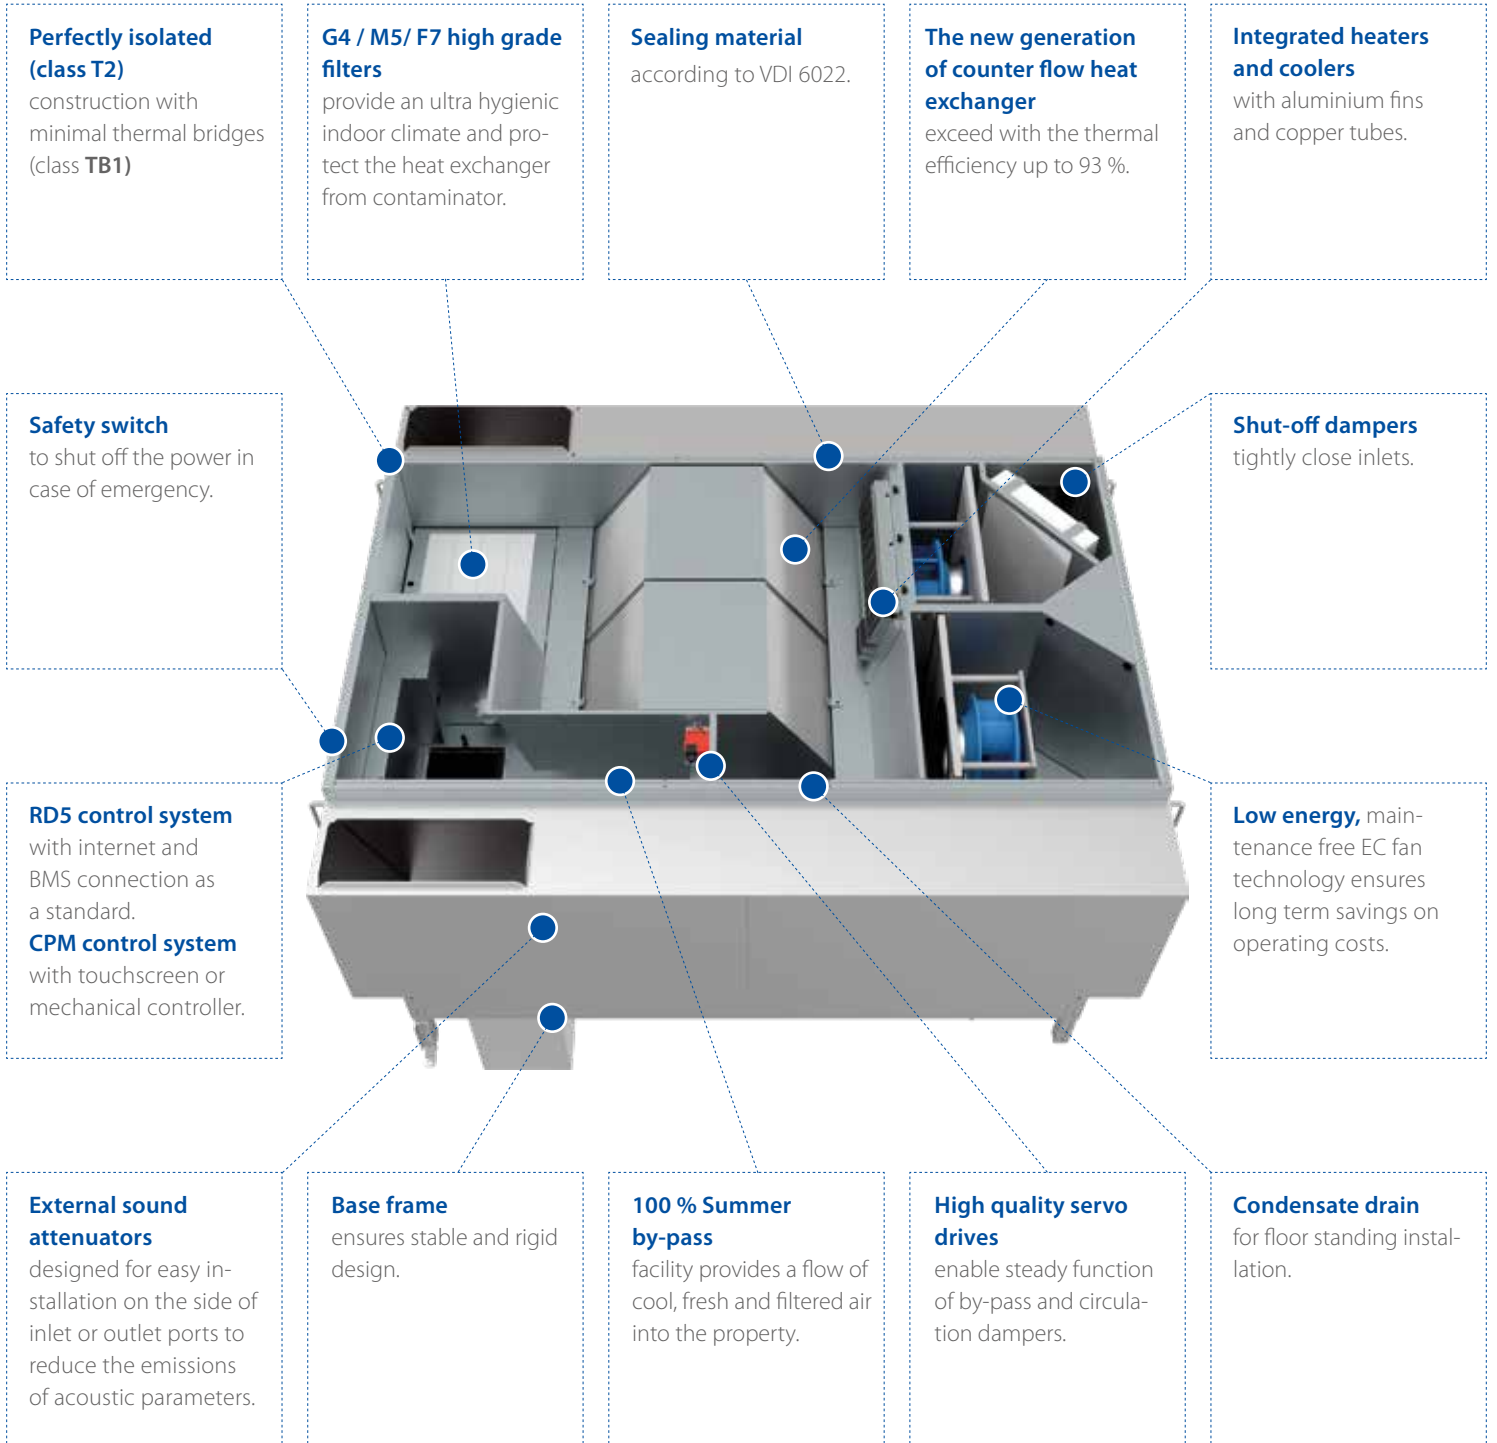 Perfectly isolated
(class T2)
construction with
minimal thermal bridges
(class TB1)
G4 / M5/ F7 high grade
filters
provide an ultra hygienic
indoor climate and pro-
tect the heat exchanger
from contaminator.
Sealing material
according to VDI 6022.
The new generation
of counter flow heat
exchanger
exceed with the thermal
efficiency up to 93 %.
Integrated heaters
and coolers
with aluminium fins
and copper tubes.
Safety switch
to shut off the power in
case of emergency.
Shut-off dampers
tightly close inlets.
RD5 control system
with internet and
BMS connection as
a standard.
CPM control system
with touchscreen or
mechanical controller.
Low energy, main-
tenance free EC fan
technology ensures
long term savings on
operating costs.
External sound
attenuators
designed for easy in-
stallation on the side of
inlet or outlet ports to
reduce the emissions
of acoustic parameters.
Base frame
ensures stable and rigid
design.
100 % Summer
by-pass
facility provides a flow of
cool, fresh and filtered air
into the property.
High quality servo
drives
enable steady function
of by-pass and circula-
tion dampers.
Condensate drain
for floor standing instal-
lation.